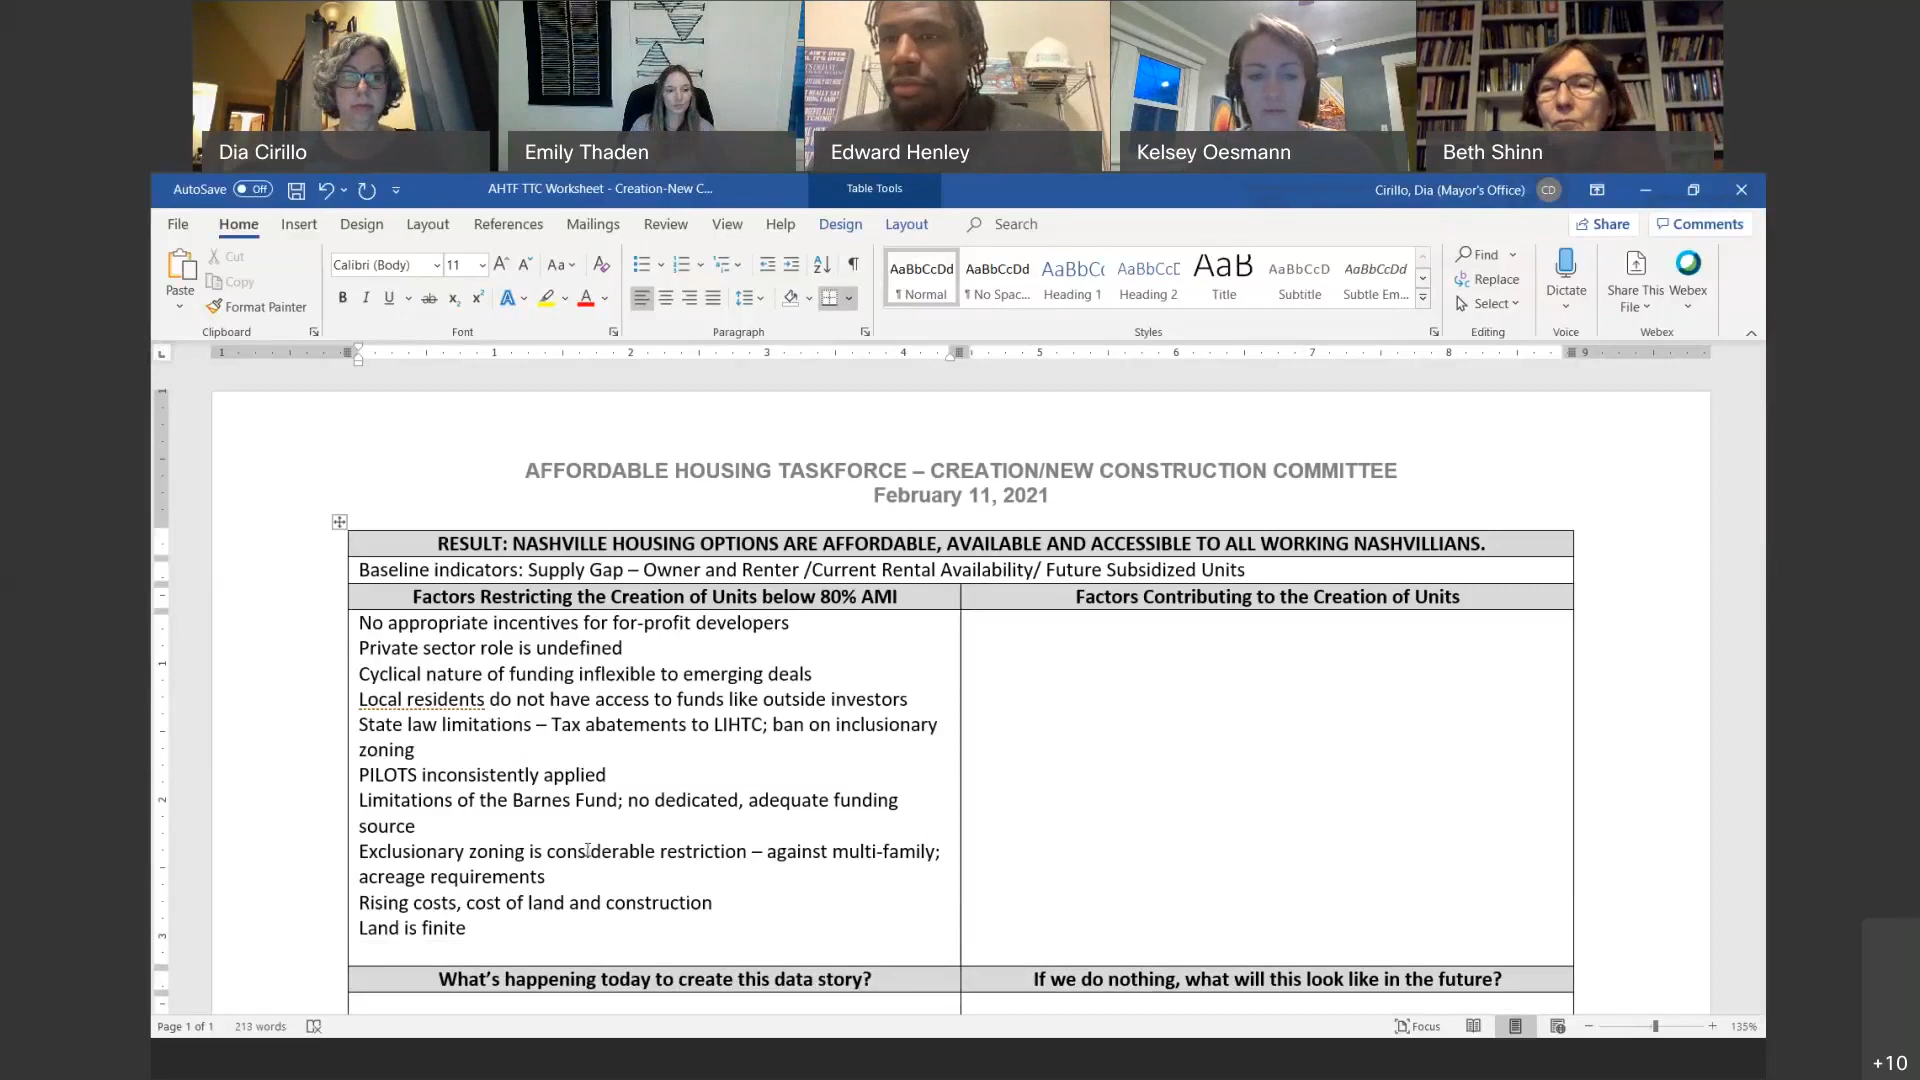 Dia Cirillo
Emily Thaden
Edward Henley
Kelsey Oesmann
Beth Shinn
AutoSave Off
AHTF TTC Worksheet - Creation-New C...
Table Tools
Cirillo, Dia (Mayor's Office) CD
File Home Insert Design Layout References Mailings Review View Help Design Layout Search Share Comments
Paste
Cut
Copy
Format Painter
Calibri (Body) 11
AaBbCcDd AaBbCcDd AaBbCc AaBbCcD AaB AaBbCcD AaBbCcDd
¶ Normal ¶ No Spac... Heading 1 Heading 2 Title Subtitle Subtle Em...
Find
Replace
Select
Dictate
Share This File
Webex
Clipboard Font Paragraph Styles Editing Voice Webex
1 1 2 3 4 5 6 7 8 9
AFFORDABLE HOUSING TASKFORCE – CREATION/NEW CONSTRUCTION COMMITTEE
February 11, 2021
RESULT: NASHVILLE HOUSING OPTIONS ARE AFFORDABLE, AVAILABLE AND ACCESSIBLE TO ALL WORKING NASHVILLIANS.
Baseline indicators: Supply Gap – Owner and Renter /Current Rental Availability/ Future Subsidized Units
Factors Restricting the Creation of Units below 80% AMI
Factors Contributing to the Creation of Units
No appropriate incentives for for-profit developers
Private sector role is undefined
Cyclical nature of funding inflexible to emerging deals
Local residents do not have access to funds like outside investors
State law limitations – Tax abatements to LIHTC; ban on inclusionary
zoning
PILOTS inconsistently applied
Limitations of the Barnes Fund; no dedicated, adequate funding
source
Exclusionary zoning is considerable restriction – against multi-family;
acreage requirements
Rising costs, cost of land and construction
Land is finite
What's happening today to create this data story?
If we do nothing, what will this look like in the future?
Page 1 of 1 213 words Focus 135%
+10